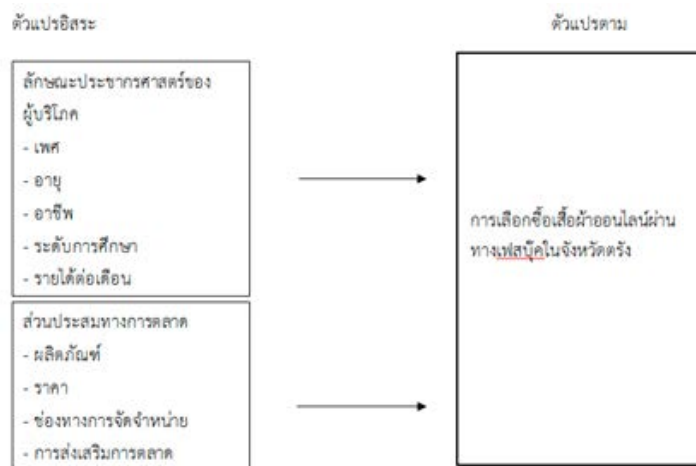 ตัวแปรอิสระ
ตัวแปรตาม
ลักษณะประชากรศาสตร์ของ
ผู้บริโภค
- เพศ
- อายุ
- อาชีพ
- ระดับการศึกษา
- รายได้ต่อเดือน
ส่วนประสมทางการตลาด
- ผลิตภัณฑ์
- ราคา
- ช่องทางการจัดจำหน่าย
- การส่งเสริมการตลาด
การเลือกซื้อเสื้อผ้าออนไลน์ผ่าน
ทางเฟสบุ๊คในจังหวัดตรัง